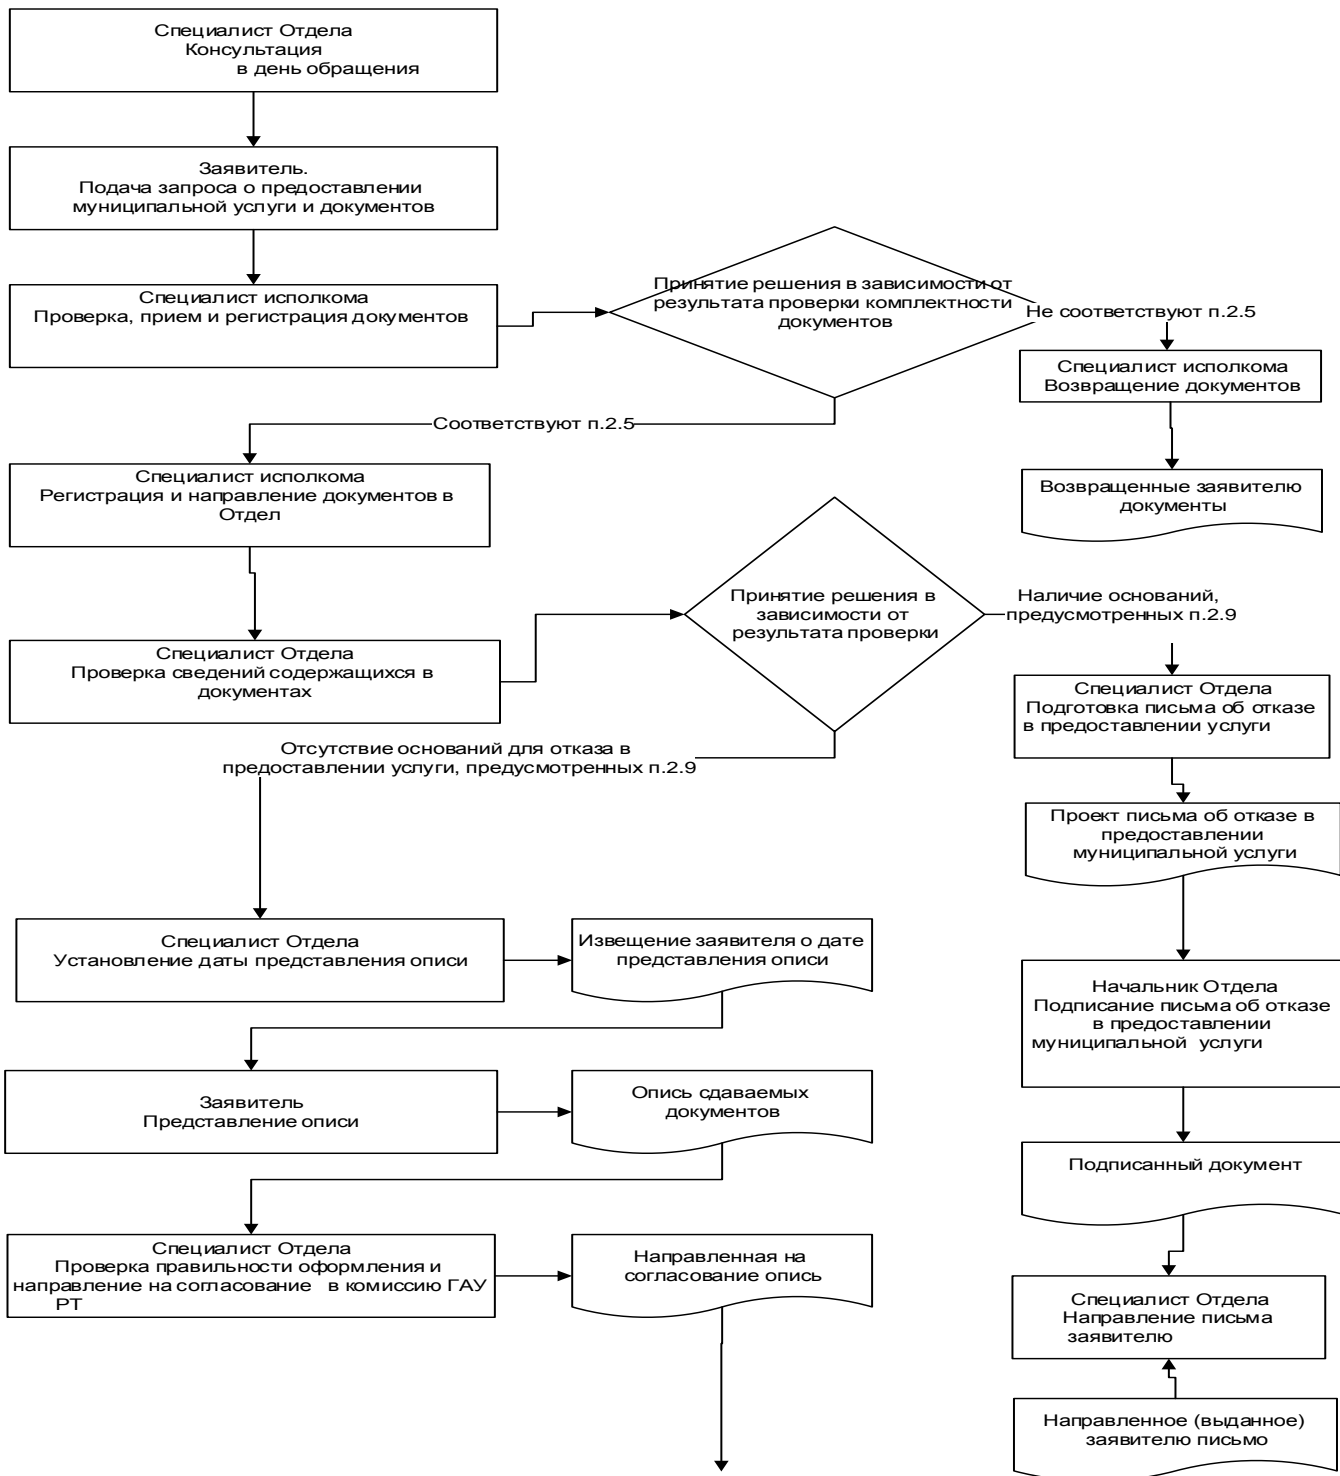 Специалист Отдела
Консультация
в день обращения
Заявитель.
Подача запроса о предоставлении
муниципальной услуги и документов
Специалист исполкома
Проверка, прием и регистрация документов
Принятие решения в зависимости от
результата проверки комплектности
документов
Не соответствуют п.2.5
Специалист исполкома
Возвращение документов
Возвращенные заявителю
документы
Соответствуют п.2.5
Специалист исполкома
Регистрация и направление документов в
Отдел
Специалист Отдела
Проверка сведений содержащихся в
документах
Принятие решения в
зависимости от
результата проверки
Наличие оснований,
предусмотренных п.2.9
Специалист Отдела
Подготовка письма об отказе
в предоставлении услуги
Проект письма об отказе в
предоставлении
муниципальной услуги
Начальник Отдела
Подписание письма об отказе
в предоставлении
муниципальной услуги
Подписанный документ
Специалист Отдела
Направление письма
заявителю
Направленное (выданное)
заявителю письмо
Отсутствие оснований для отказа в
предоставлении услуги, предусмотренных п.2.9
Специалист Отдела
Установление даты представления описи
Извещение заявителя о дате
представления описи
Заявитель
Представление описи
Опись сдаваемых
документов
Специалист Отдела
Проверка правильности оформления и
направление на согласование в комиссию ГАУ
РТ
Направленная на
согласование опись